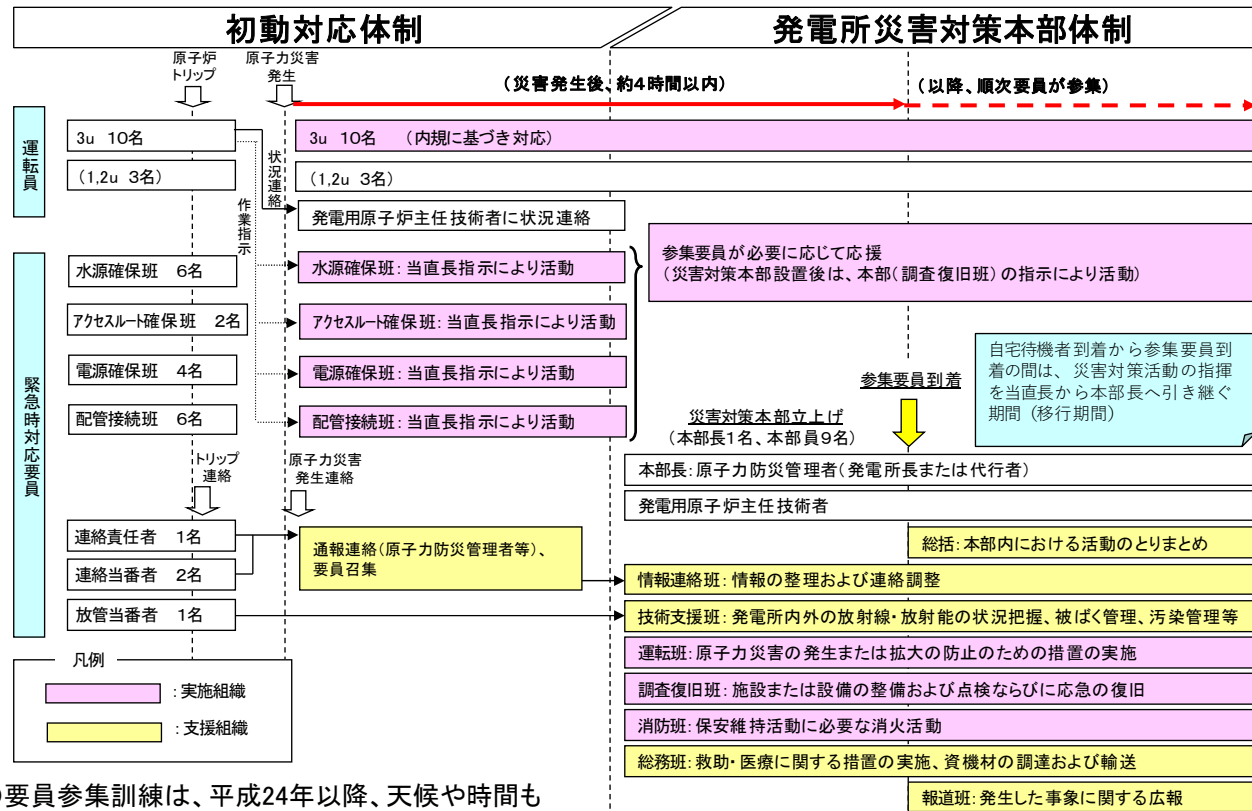 初動対応体制
発電所災害対策本部体制
原子炉
トリップ
原子力災害
発生
(災害発生後、約4時間以内)
(以降、順次要員が参集)
運転員
3u 10名
(1,2u 3名)
状況連絡
作業指示
3u 10名 (内規に基づき対応)
(1,2u 3名)
発電用原子炉主任技術者に状況連絡
緊急時対応要員
水源確保班 6名
アクセスルート確保班 2名
電源確保班 4名
配管接続班 6名
水源確保班:当直長指示により活動
アクセスルート確保班:当直長指示により活動
電源確保班:当直長指示により活動
配管接続班:当直長指示により活動
参集要員が必要に応じて応援
(災害対策本部設置後は、本部(調査復旧班)の指示により活動)
自宅待機者到着から参集要員到
着の間は、災害対策活動の指揮
を当直長から本部長へ引き継ぐ
期間(移行期間)
参集要員到着
災害対策本部立上げ
(本部長1名、本部員9名)
トリップ
連絡
原子力災害
発生連絡
連絡責任者 1名
連絡当番者 2名
放管当番者 1名
通報連絡(原子力防災管理者等)、
要員召集
本部長:原子力防災管理者(発電所長または代行者)
発電用原子炉主任技術者
総括:本部内における活動のとりまとめ
情報連絡班:情報の整理および連絡調整
技術支援班:発電所内外の放射線・放射能の状況把握、被ばく管理、汚染管理等
運転班:原子力災害の発生または拡大の防止のための措置の実施
調査復旧班:施設または設備の整備および点検ならびに応急の復旧
消防班:保安維持活動に必要な消火活動
総務班:救助・医療に関する措置の実施、資機材の調達および輸送
報道班:発生した事象に関する広報
凡例
:実施組織
:支援組織
の要員参集訓練は、平成24年以降、天候や時間も